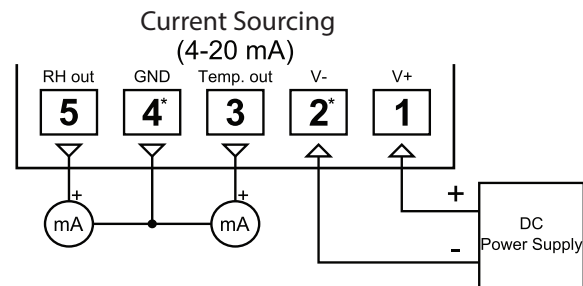 Current Sourcing
(4-20 mA)
RH out GND Temp. out V- V+
5 4* 3 2* 1
+ +
mA mA
+
-
DC
Power Supply